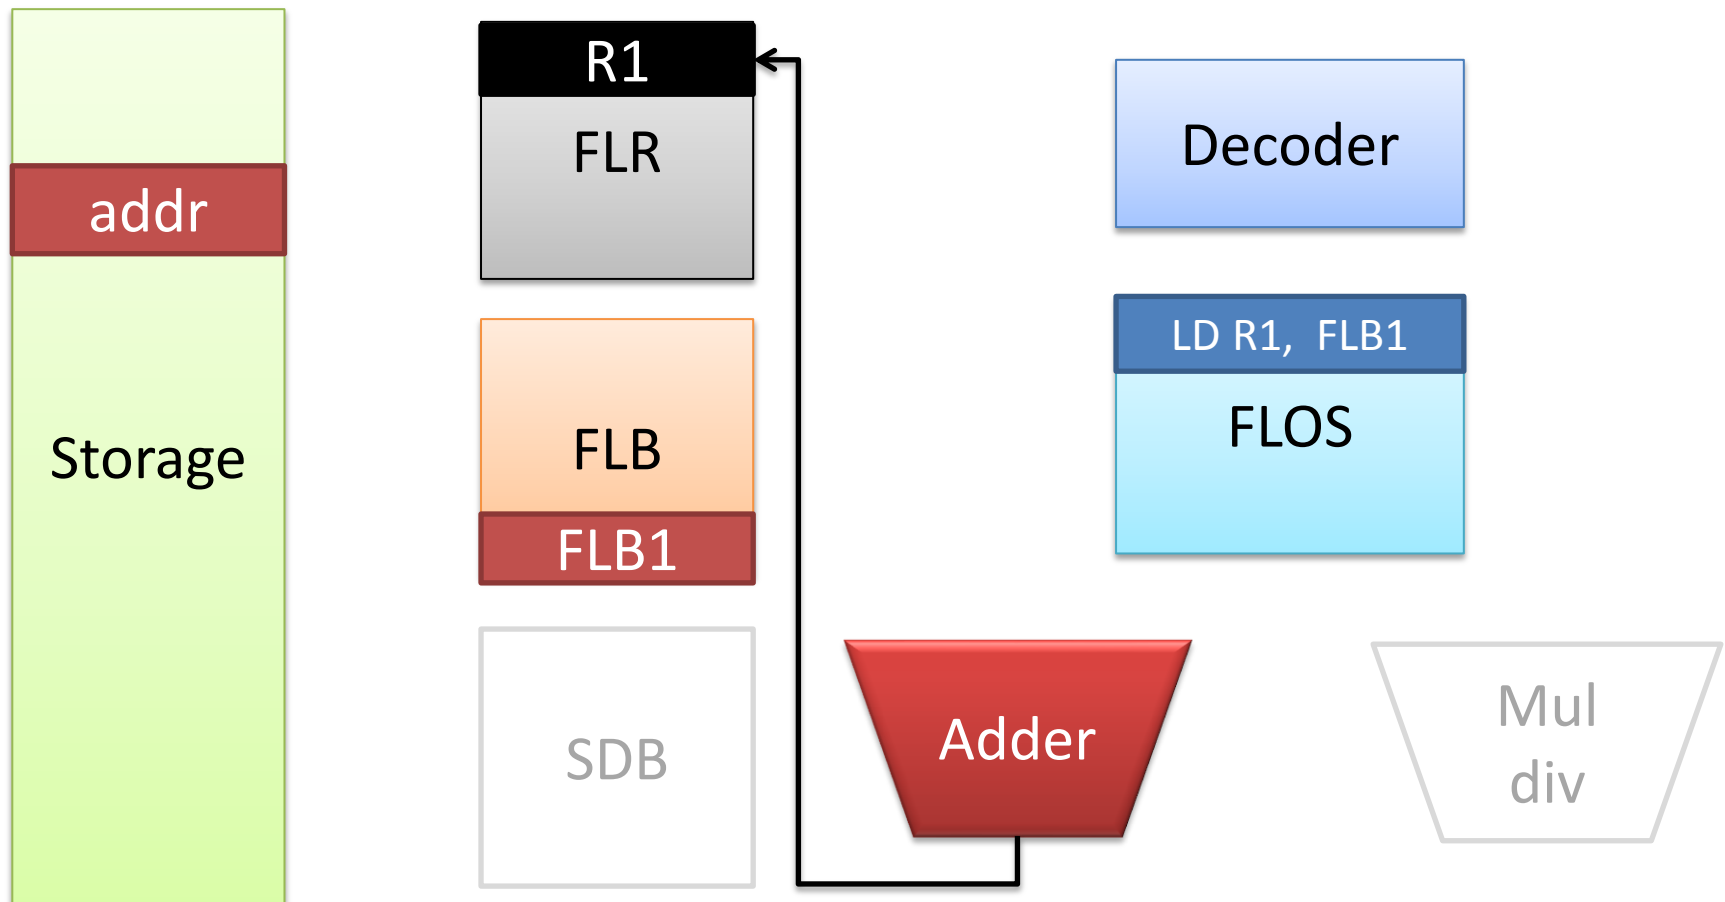 R1
FLR
Decoder
addr
LD R1, FLB1
FLOS
Storage
FLB
FLB1
SDB
Adder
Mul
div